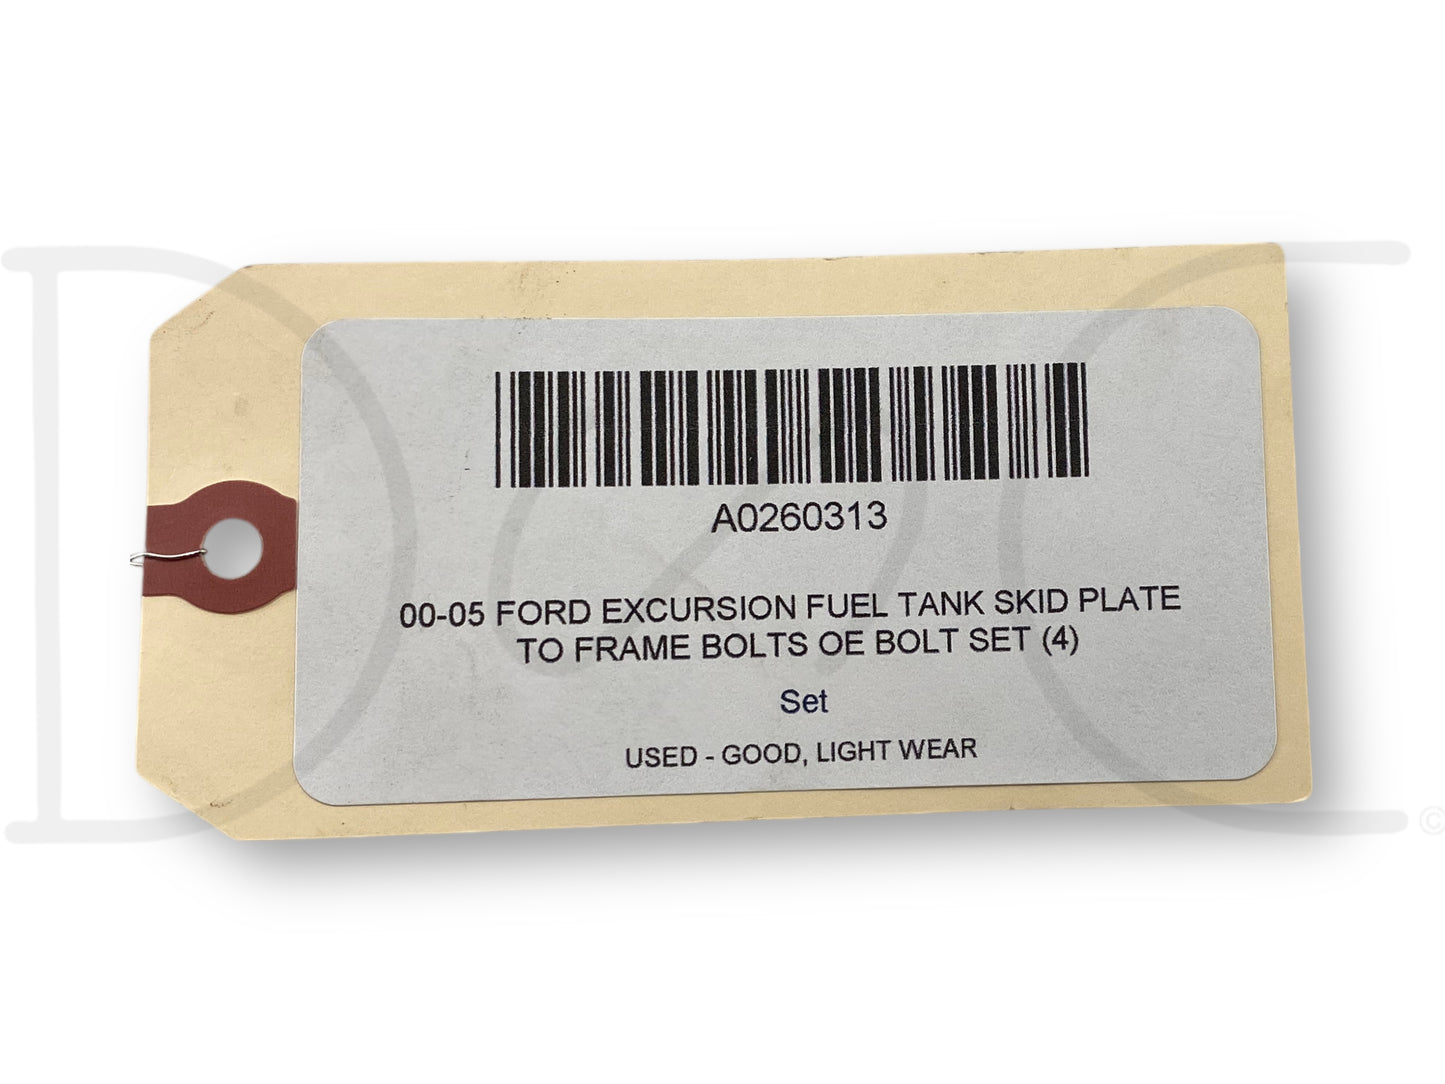 A0260313
00-05 FORD EXCURSION FUEL TANK SKID PLATE
TO FRAME BOLTS OE BOLT SET (4)
Set
USED - GOOD, LIGHT WEAR
©